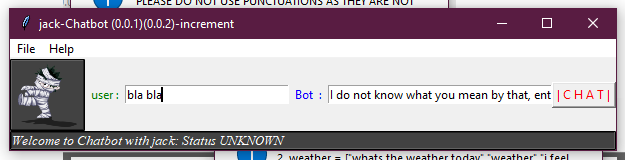 PLEASE DO NOT USE PUNCTUATIONS AS THEY ARE NOT
jack-Chatbot (0.0.1)(0.0.2)-increment
File Help
user : bla bla Bot : I do not know what you mean by that, ent |C H A T|
Welcome to Chatbot with jack: Status UNKNOWN
2. weather = ["whats the weather today" "weather" "i feel